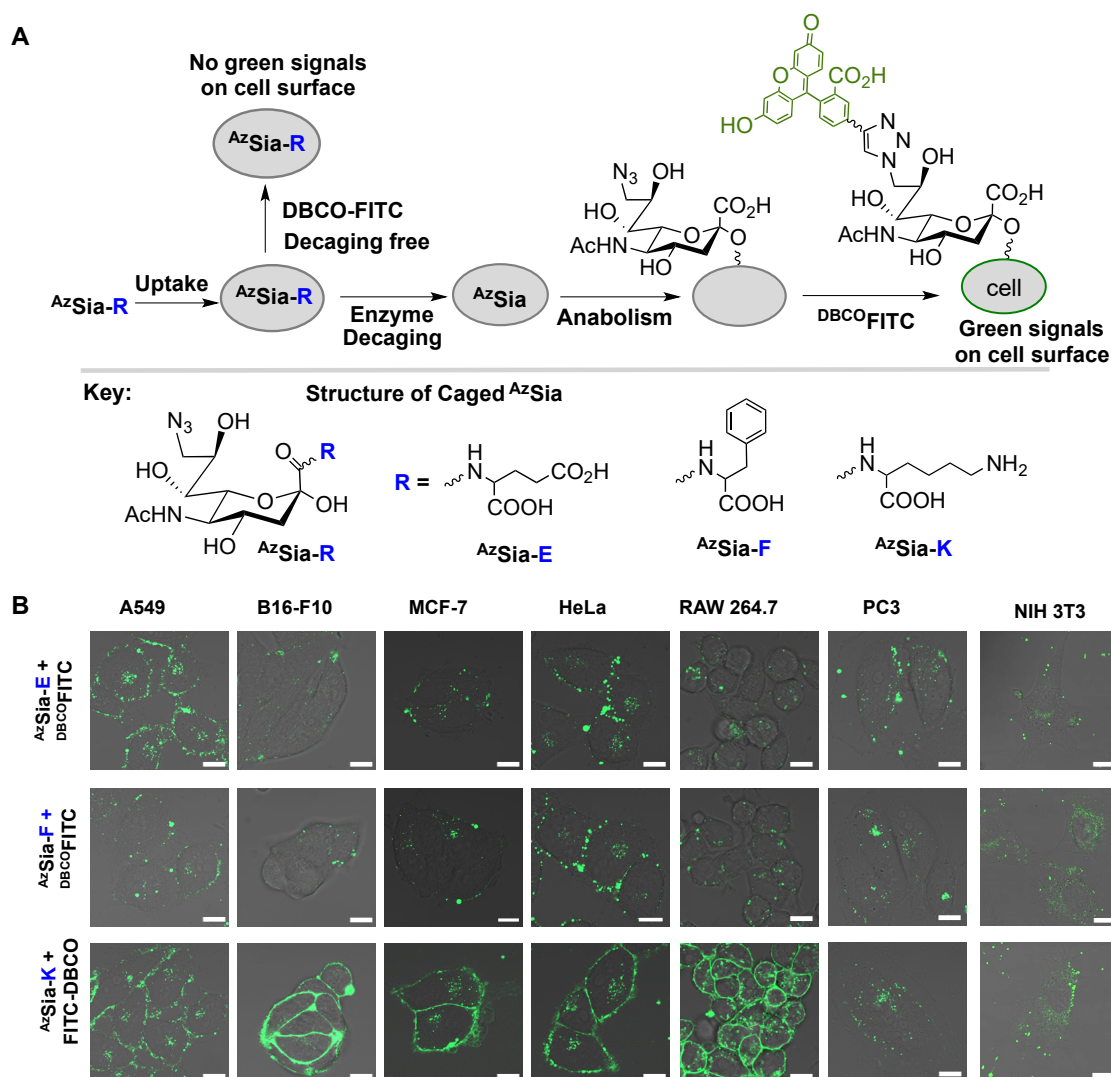 A
No green signals
on cell surface
AzSia-R
DBCO-FITC
Decaging free
AzSia-R
Uptake
AzSia-R
Enzyme
Decaging
AzSia
Anabolism
N3
OH
HO
AcHN
HO
O
CO2H
O
DBCOFITC
O
O
CO2H
HO
N
N
N
OH
HO
AcHN
HO
O
CO2H
O
cell
Green signals
on cell surface
Key:
Structure of Caged AzSia
N3
OH
O
R
HO
O
OH
AcHN
HO
AzSia-R
R =
H
N
CO2H
COOH
AzSia-E
H
N
COOH
AzSia-F
H
N
NH2
COOH
AzSia-K
B
A549
B16-F10
MCF-7
HeLa
RAW 264.7
PC3
NIH 3T3
AzSia-E +
DBCOFITC
AzSia-F +
DBCOFITC
AzSia-K +
FITC-DBCO